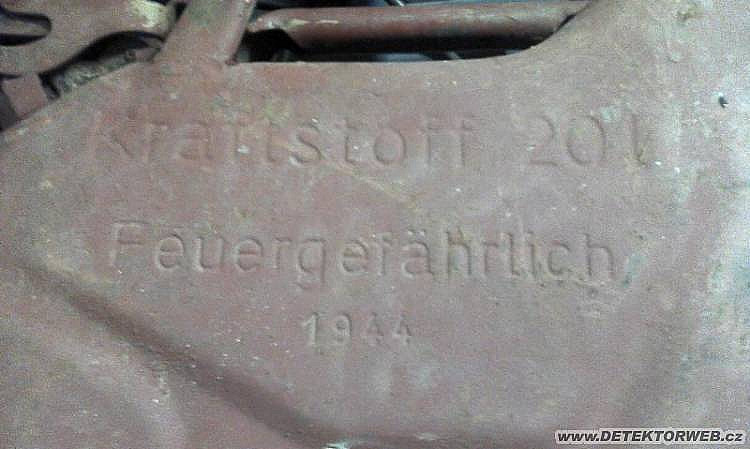 Kraftstoff 20 l
Feuergefährlich
1944
www.DETEKTORWEB.cz